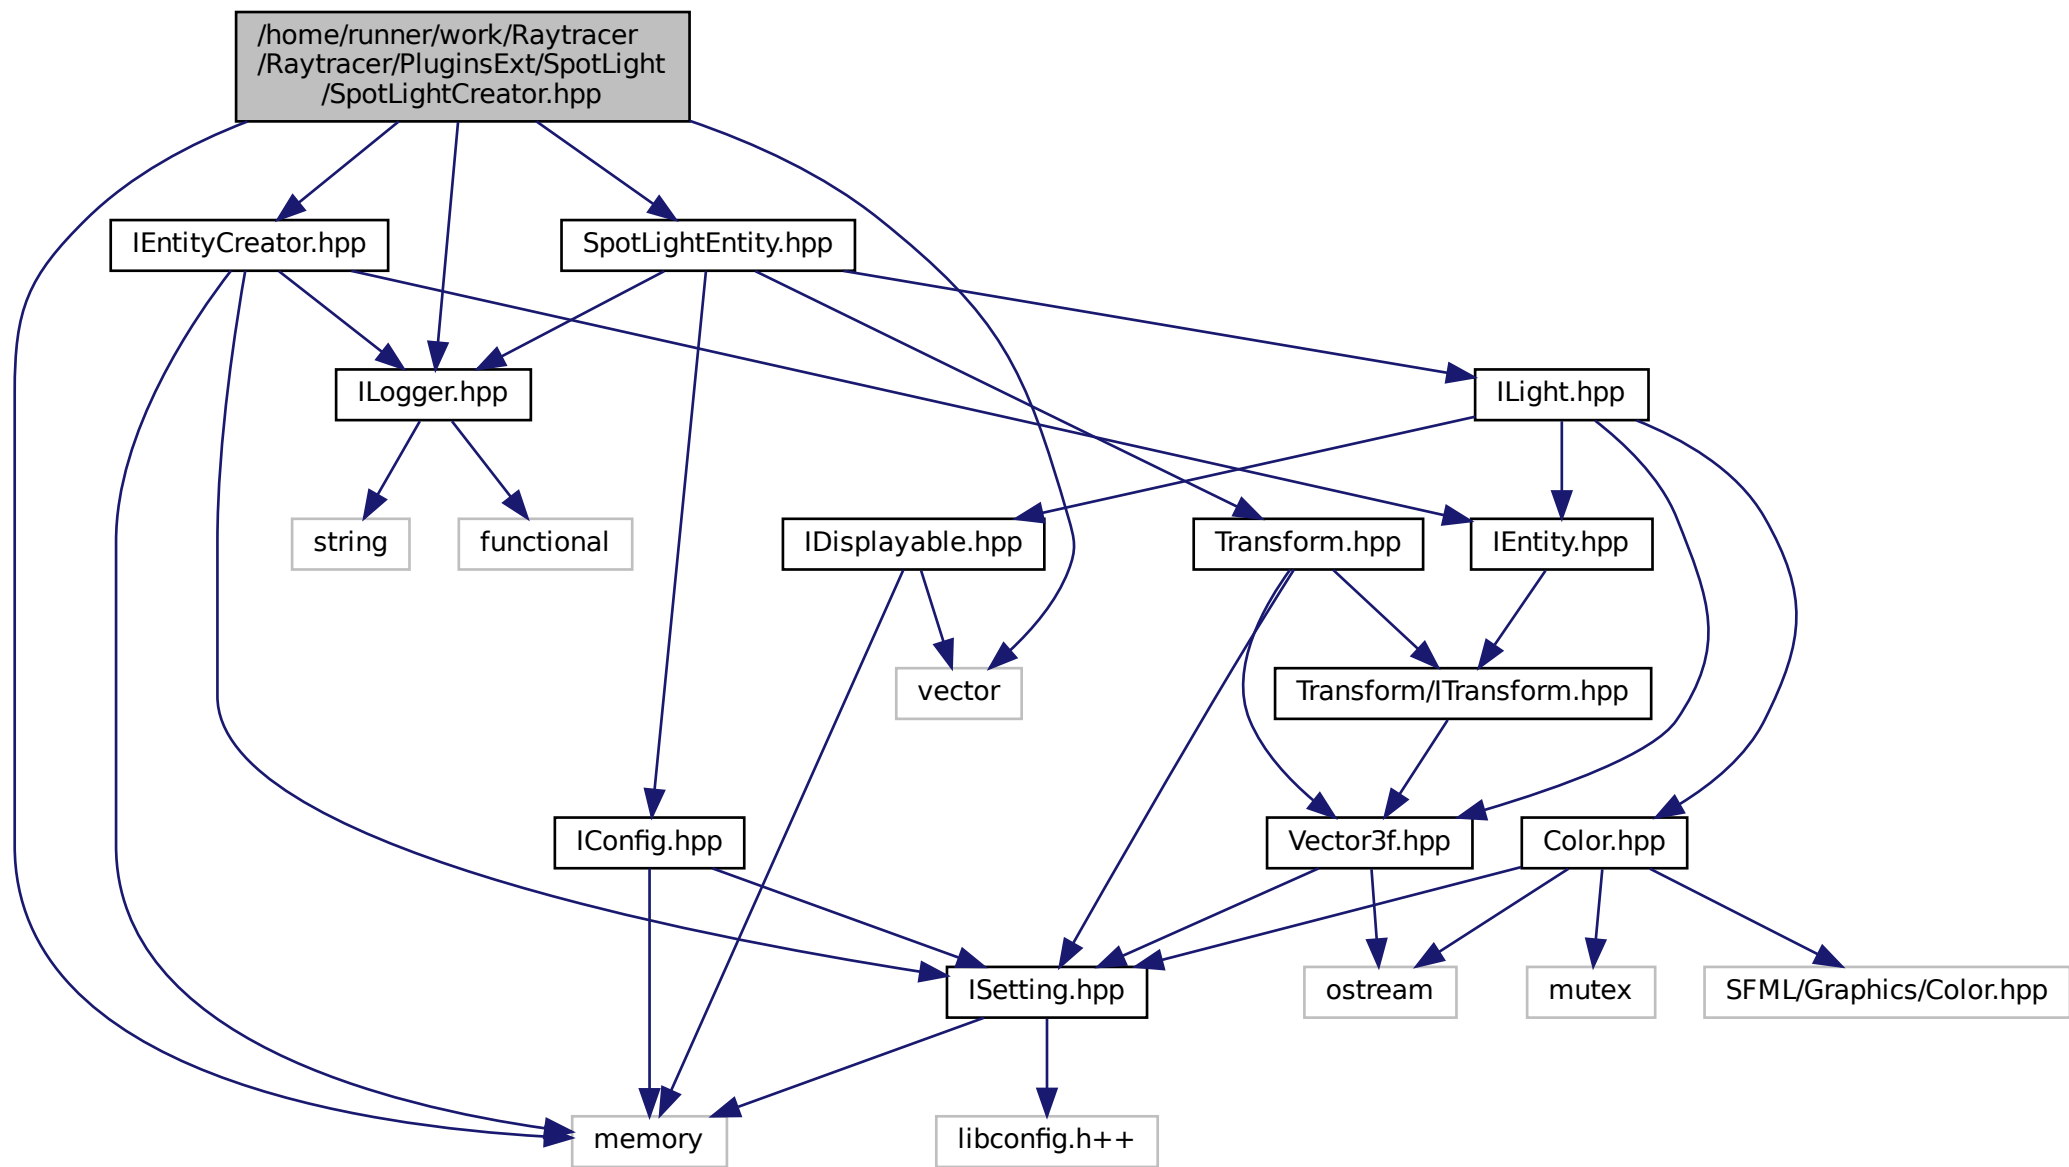 /home/runner/work/Raytracer
/Raytracer/PluginsExt/SpotLight
/SpotLightCreator.hpp
IEntityCreator.hpp
SpotLightEntity.hpp
ILogger.hpp
ILight.hpp
string
functional
IDisplayable.hpp
Transform.hpp
IEntity.hpp
vector
Transform/ITransform.hpp
IConfig.hpp
Vector3f.hpp
Color.hpp
ISetting.hpp
ostream
mutex
SFML/Graphics/Color.hpp
memory
libconfig.h++